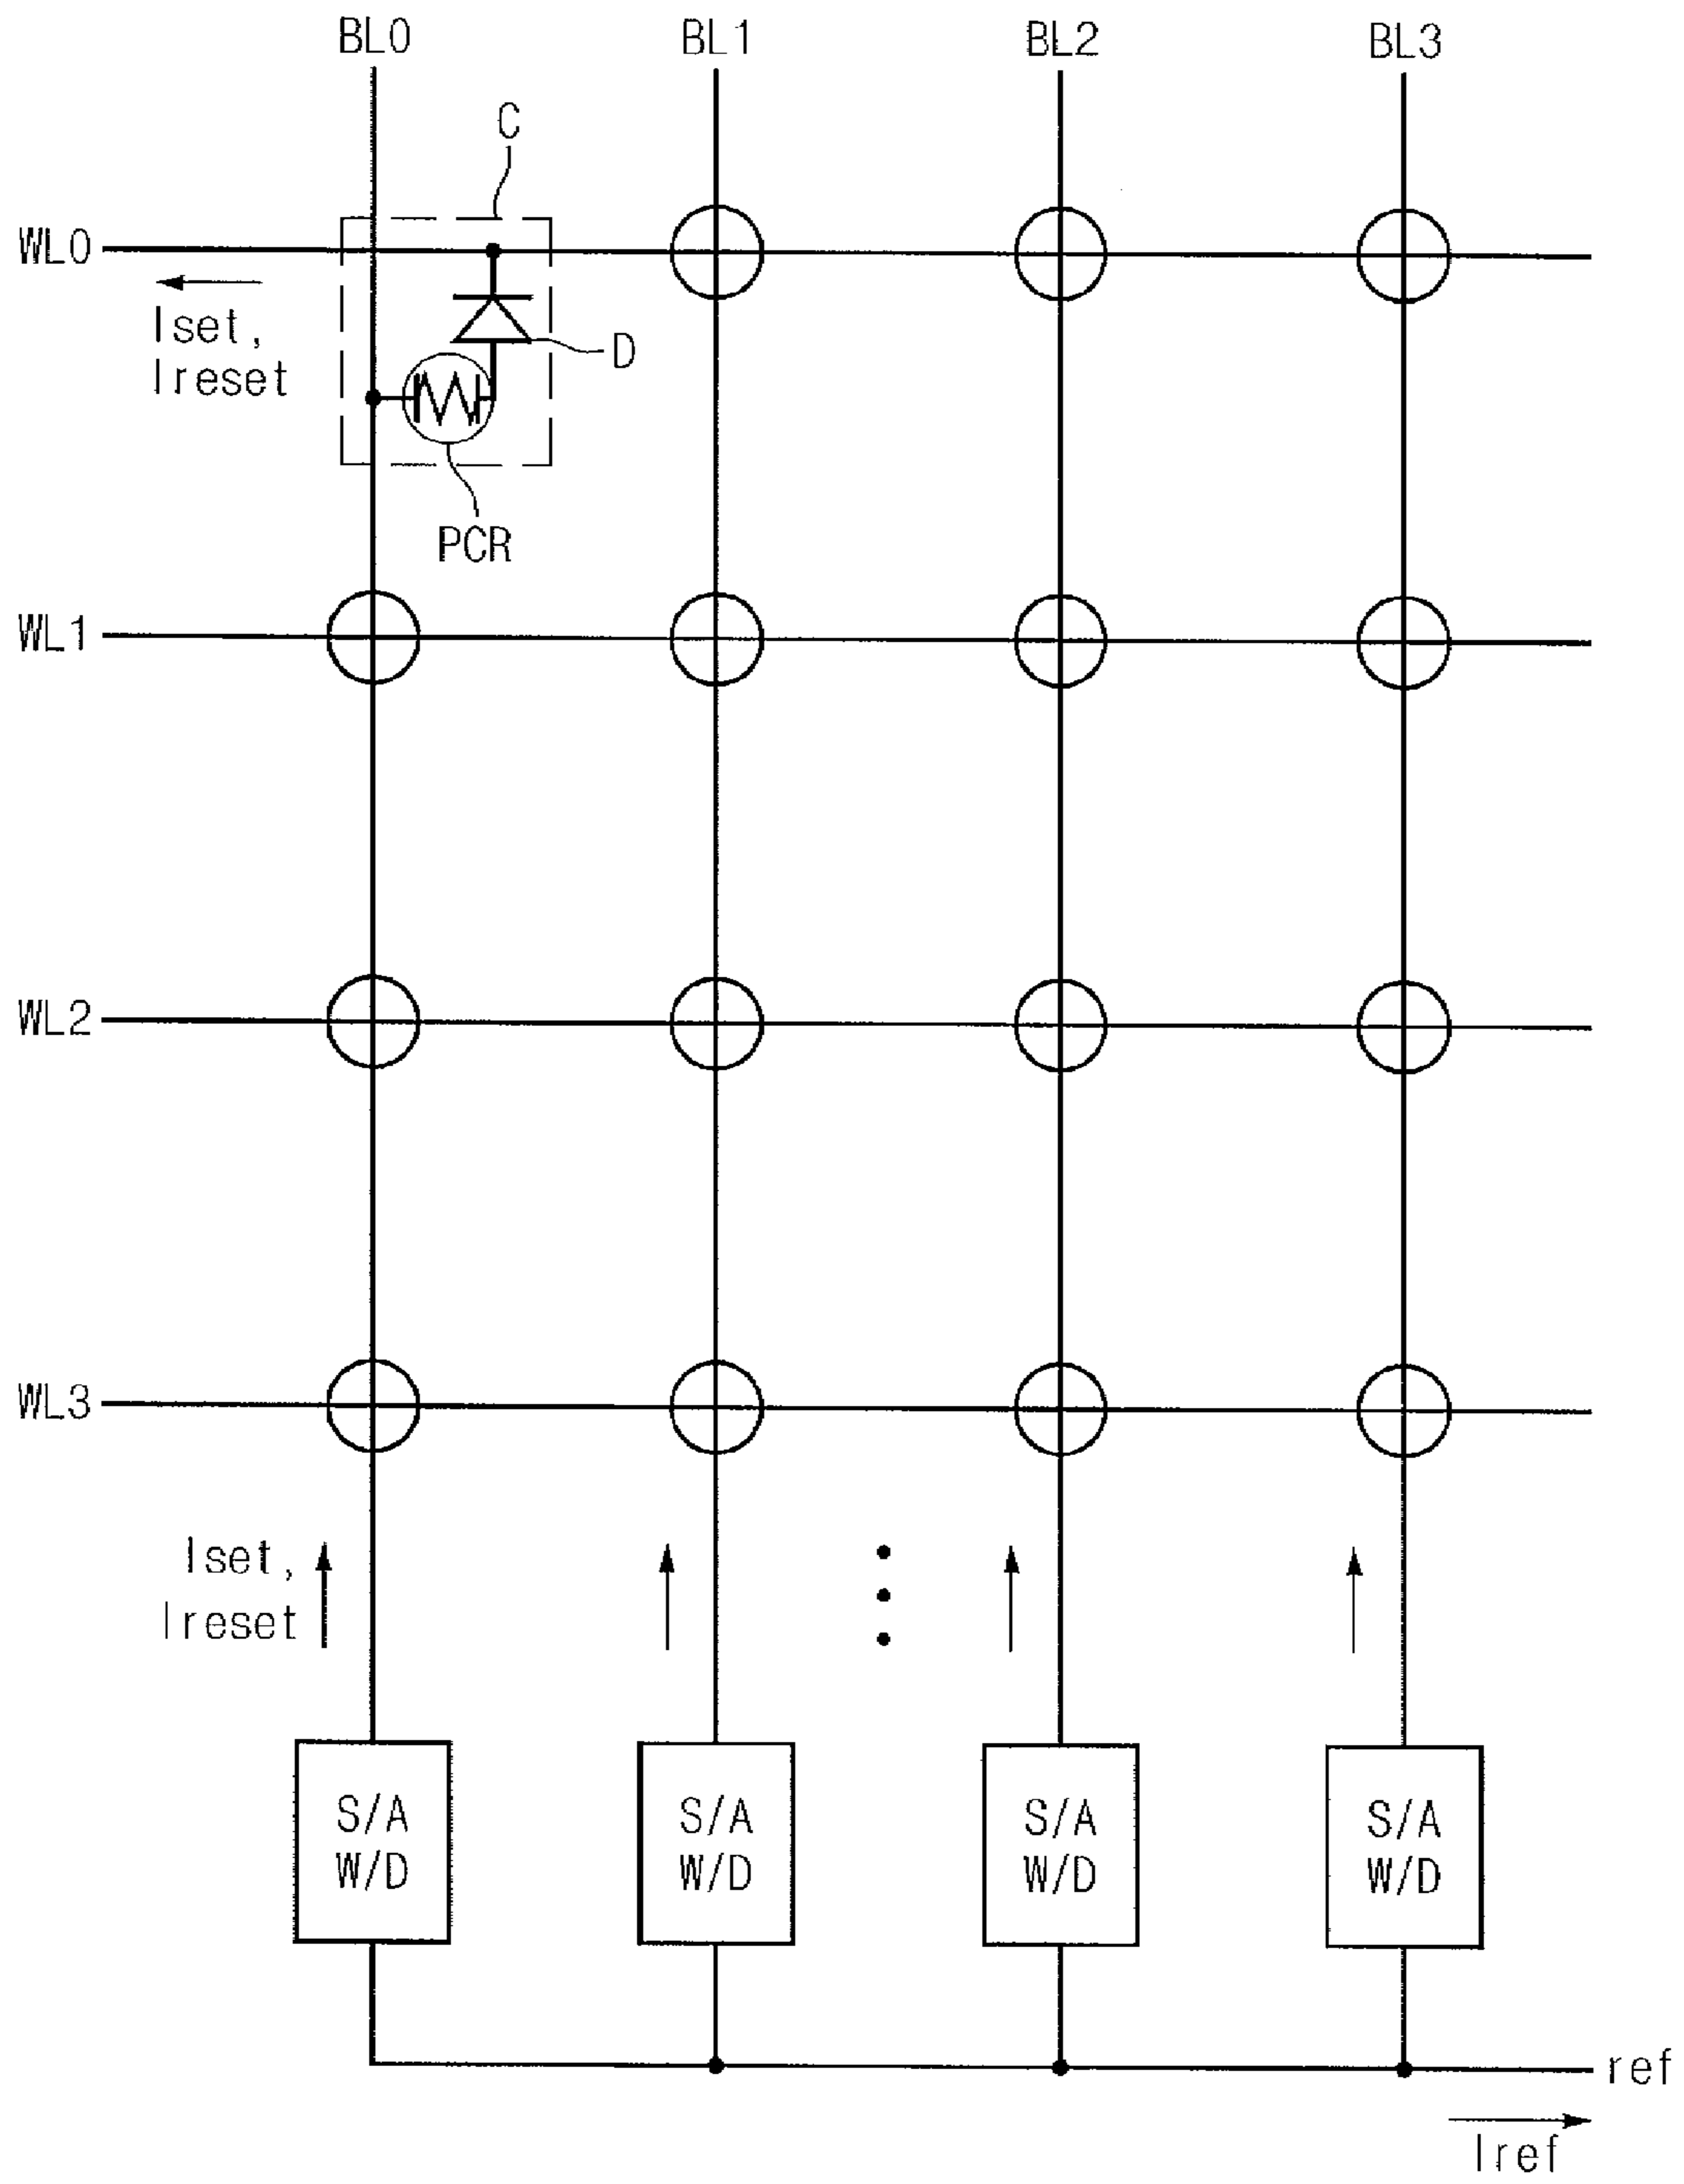 BL0 BL1 BL2 BL3
C
WL0
Iset,
Ireset
D
PCR
WL1
WL2
WL3
Iset,
Ireset
S/A S/A S/A S/A
W/D W/D W/D W/D
ref
Iref